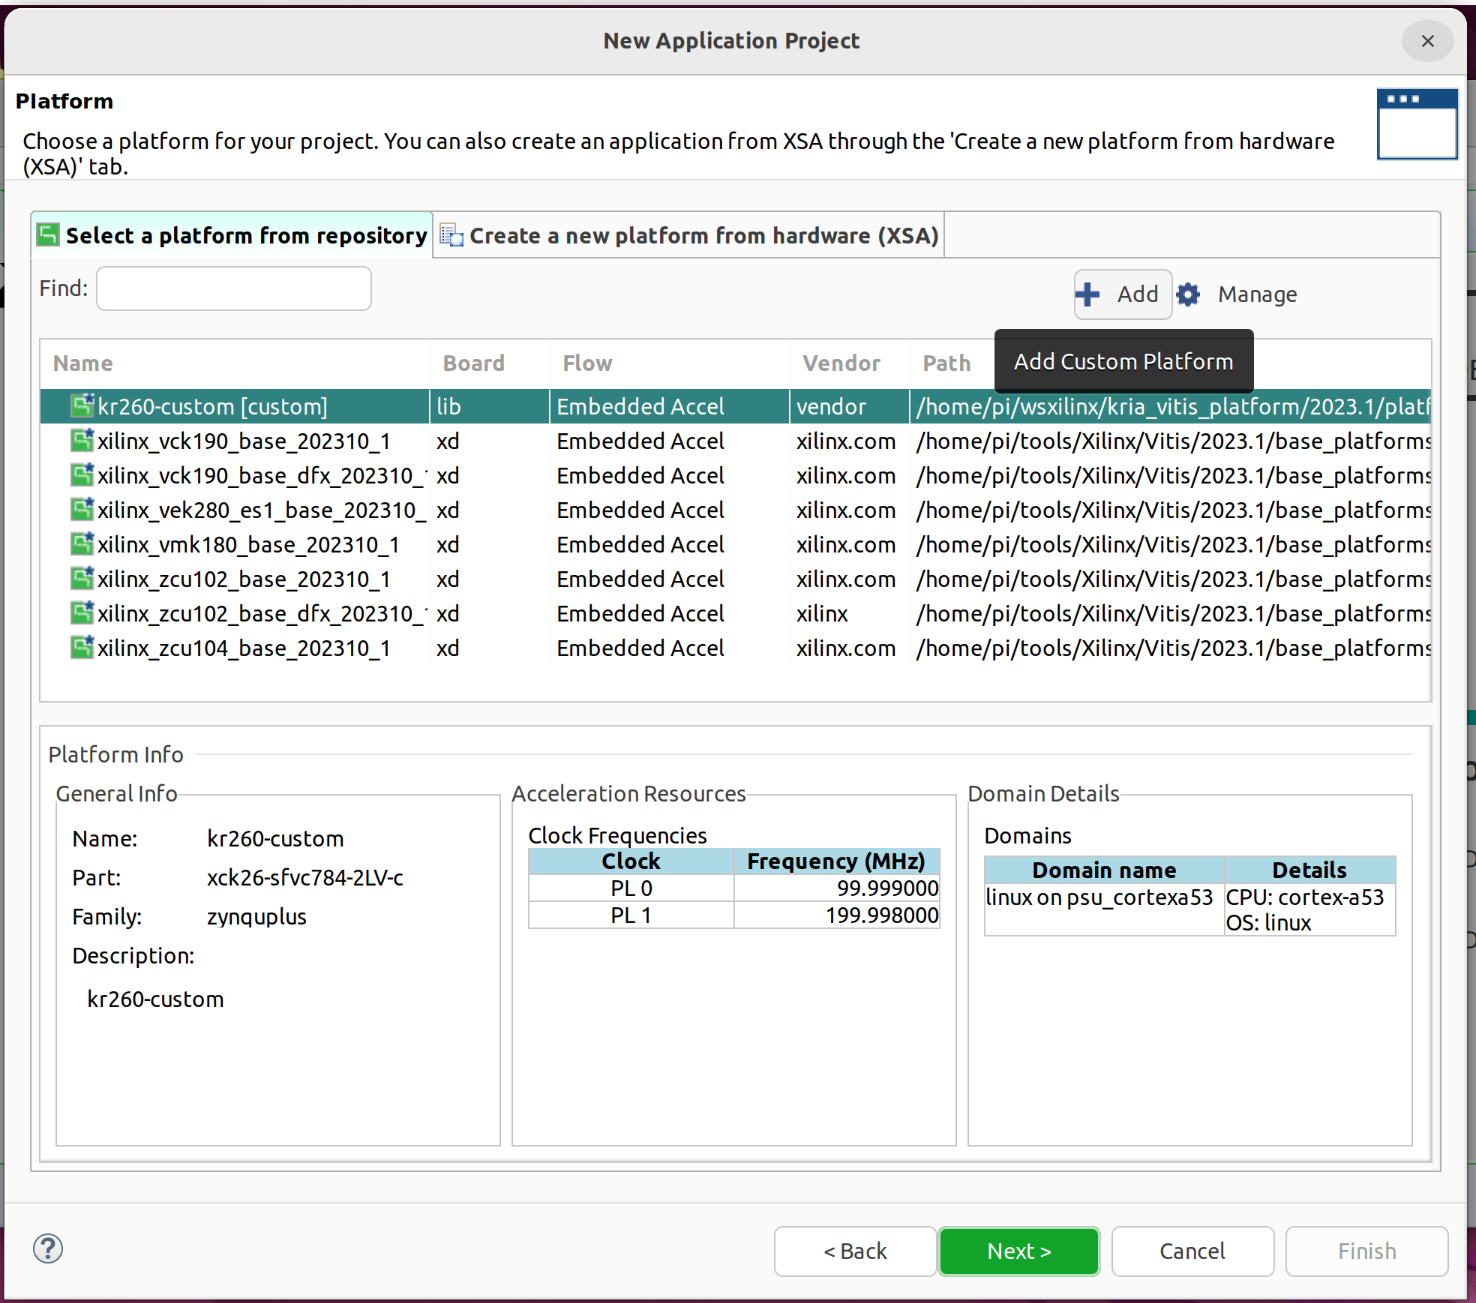 New Application Project
Platform
Choose a platform for your project. You can also create an application from XSA through the 'Create a new platform from hardware
(XSA)' tab.
Select a platform from repository
Create a new platform from hardware (XSA)
Find:
Add
Manage
Name Board Flow Vendor Path
Add Custom Platform
kr260-custom [custom] lib Embedded Accel vendor /home/pi/wsxilinx/kria_vitis_platform/2023.1/platf
xilinx_vck190_base_202310_1 xd Embedded Accel xilinx.com /home/pi/tools/Xilinx/Vitis/2023.1/base_platforms
xilinx_vck190_base_dfx_202310_ xd Embedded Accel xilinx.com /home/pi/tools/Xilinx/Vitis/2023.1/base_platforms
xilinx_vek280_es1_base_202310_ xd Embedded Accel xilinx.com /home/pi/tools/Xilinx/Vitis/2023.1/base_platforms
xilinx_vmk180_base_202310_1 xd Embedded Accel xilinx.com /home/pi/tools/Xilinx/Vitis/2023.1/base_platforms
xilinx_zcu102_base_202310_1 xd Embedded Accel xilinx.com /home/pi/tools/Xilinx/Vitis/2023.1/base_platforms
xilinx_zcu102_base_dfx_202310_ xd Embedded Accel xilinx /home/pi/tools/Xilinx/Vitis/2023.1/base_platforms
xilinx_zcu104_base_202310_1 xd Embedded Accel xilinx.com /home/pi/tools/Xilinx/Vitis/2023.1/base_platforms
Platform Info
General Info
Name: kr260-custom
Part: xck26-sfvc784-2LV-c
Family: zynquplus
Description:
kr260-custom
Acceleration Resources
Clock Frequencies
Clock Frequency (MHz)
PL 0 99.999000
PL 1 199.998000
Domain Details
Domains
Domain name Details
linux on psu_cortexa53 CPU: cortex-a53
OS: linux
?
< Back
Next >
Cancel
Finish